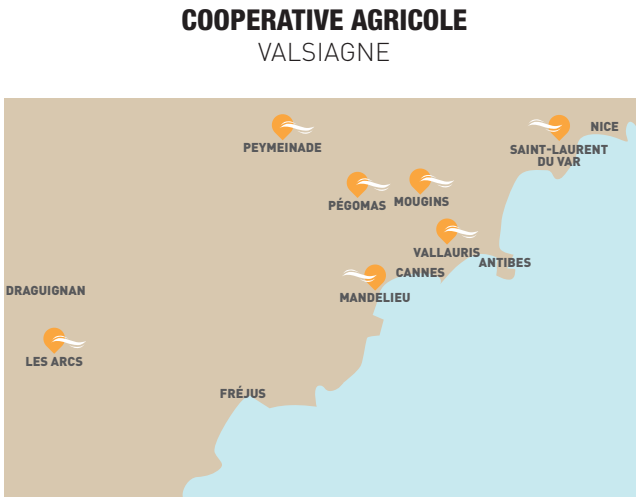 COOPERATIVE AGRICOLE
VALSIAGNE
NICE
PEYMEINADE
SAINT-LAURENT
DU VAR
PÉGOMAS
MOUGINS
VALLAURIS
ANTIBES
CANNES
DRAGUIGNAN
MANDELIEU
LES ARCS
FRÉJUS